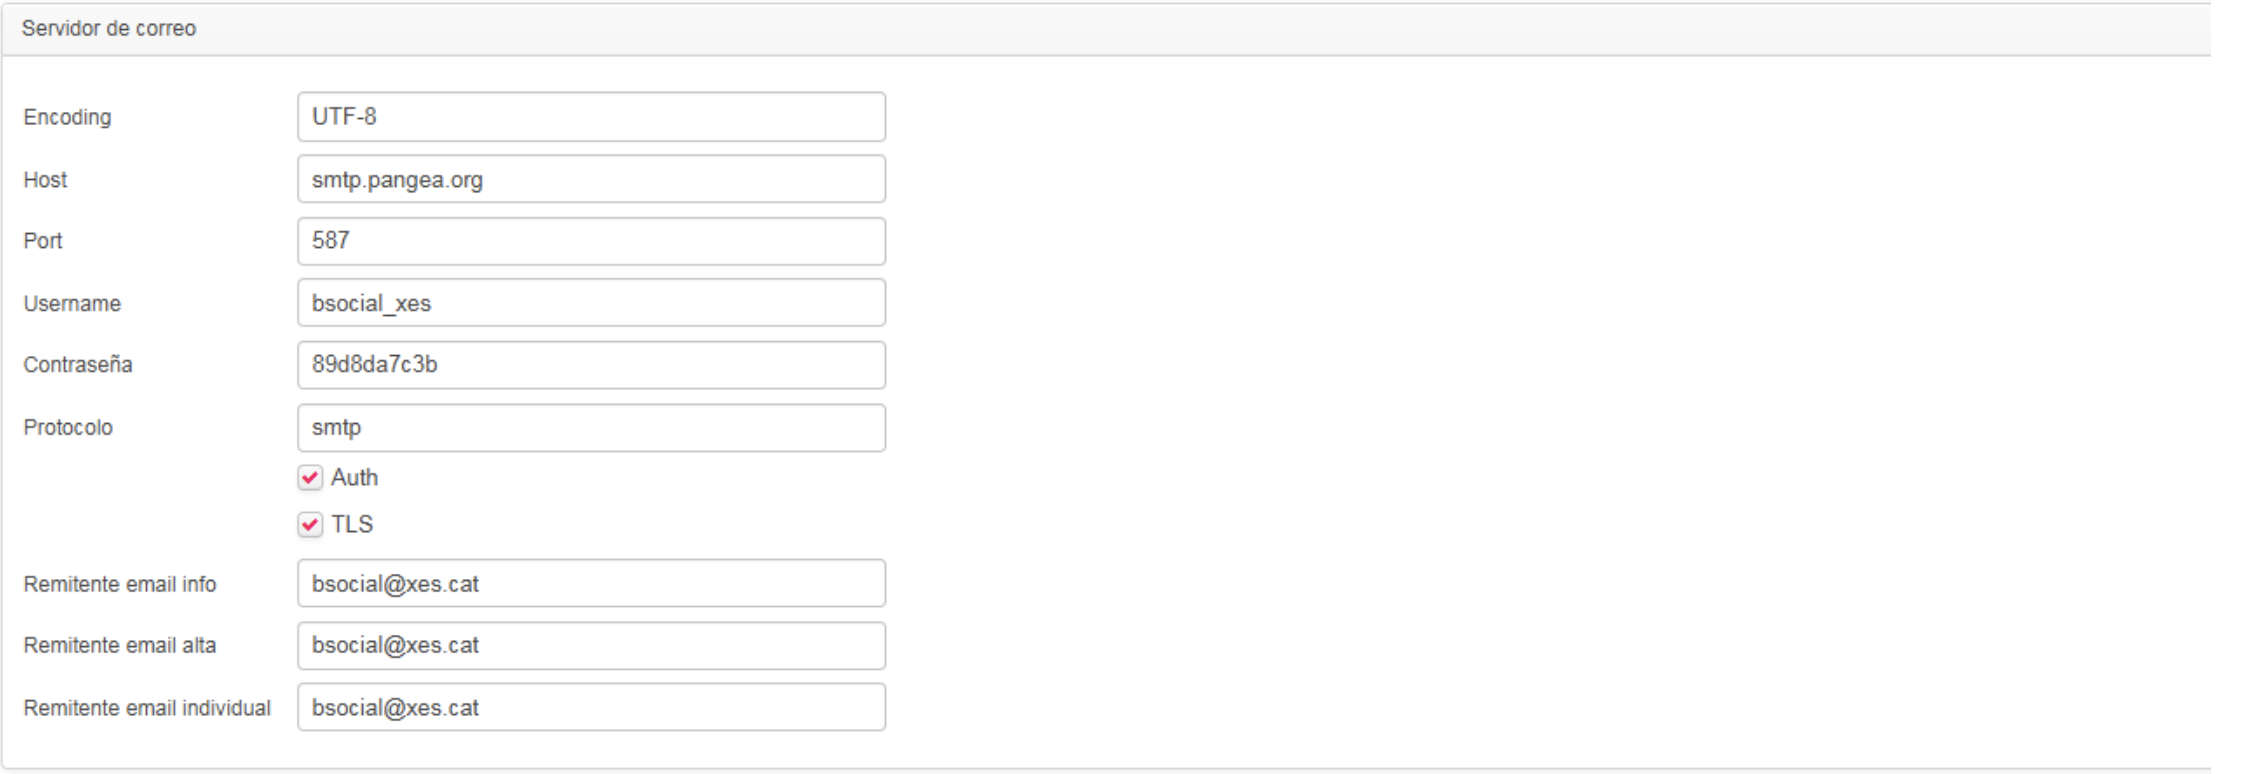 Servidor de correo
Encoding UTF-8
Host smtp.pangea.org
Port 587
Username bsocial_xes
Contraseña 89d8da7c3b
Protocolo smtp
Auth
TLS
Remitente email info bsocial@xes.cat
Remitente email alta bsocial@xes.cat
Remitente email individual bsocial@xes.cat